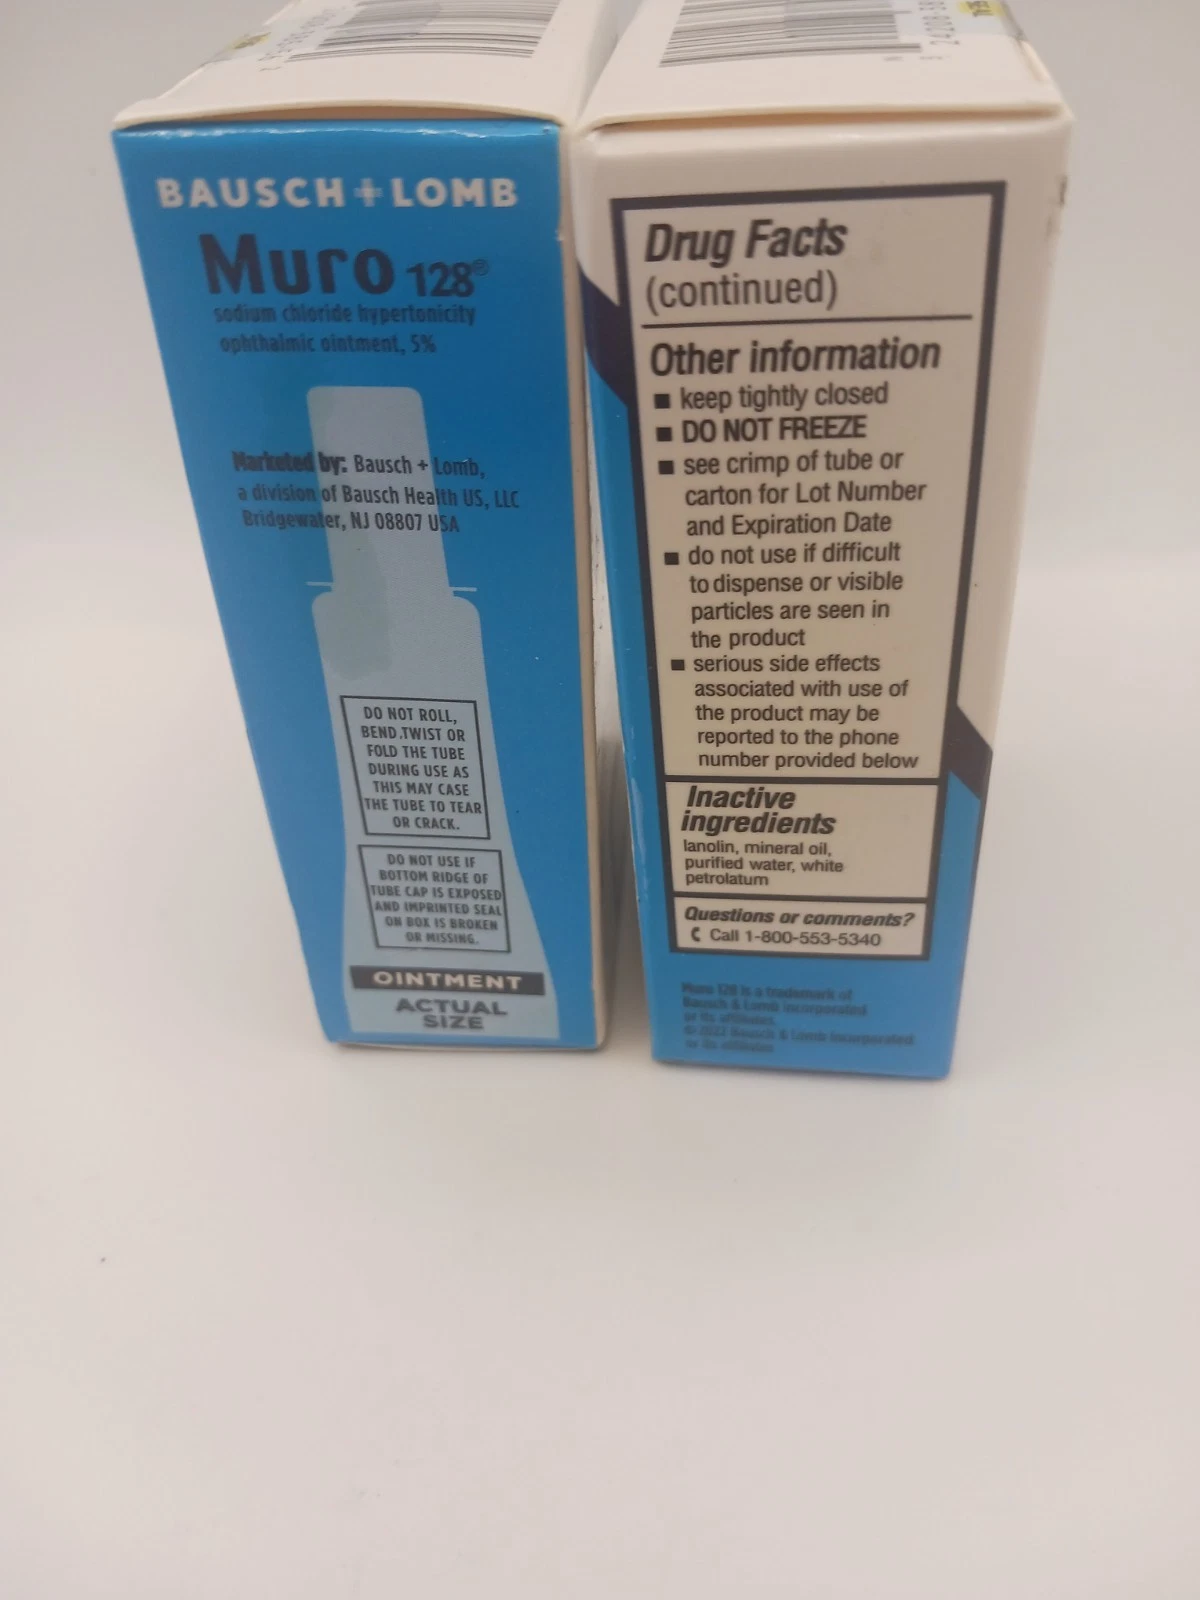 BAUSCH + LOMB
Muro 128®
sodium chloride hypertonicity
ophthalmic ointment, 5%
Marketed by: Bausch + Lomb,
a division of Bausch Health US, LLC
Bridgewater, NJ 08807 USA
DO NOT ROLL,
BEND.TWIST OR
FOLD THE TUBE
DURING USE AS
THIS MAY CASE
THE TUBE TO TEAR
OR CRACK.
DO NOT USE IF
BOTTOM RIDGE OF
TUBE CAP IS EXPOSED
AND IMPRINTED SEAL
ON BOX IS BROKEN
OR MISSING.
OINTMENT
ACTUAL
SIZE
Drug Facts
(continued)
Other information
■ keep tightly closed
■ DO NOT FREEZE
■ see crimp of tube or
carton for Lot Number
and Expiration Date
■ do not use if difficult
to dispense or visible
particles are seen in
the product
■ serious side effects
associated with use of
the product may be
reported to the phone
number provided below
Inactive
ingredients
lanolin, mineral oil,
purified water, white
petrolatum
Questions or comments?
Call 1-800-553-5340
Muro 128 is a trademark of
Bausch & Lomb Incorporated
or its affiliates.
Bausch & Lomb Incorporated
or its affiliates